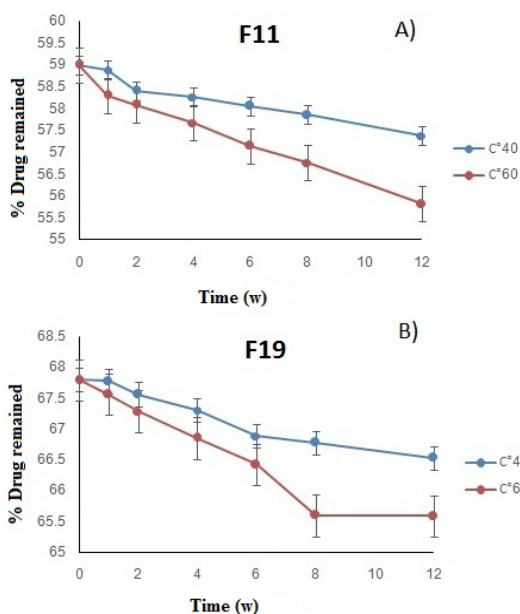 F11
A)
60
59.5
59
58.5
58
57.5
57
56.5
56
55.5
55
% Drug remained
0 2 4 6 8 10 12
Time (w)
C°40
C°60
F19
B)
68.5
68
67.5
67
66.5
66
65.5
65
% Drug remained
0 2 4 6 8 10 12
Time (w)
C°4
C°6